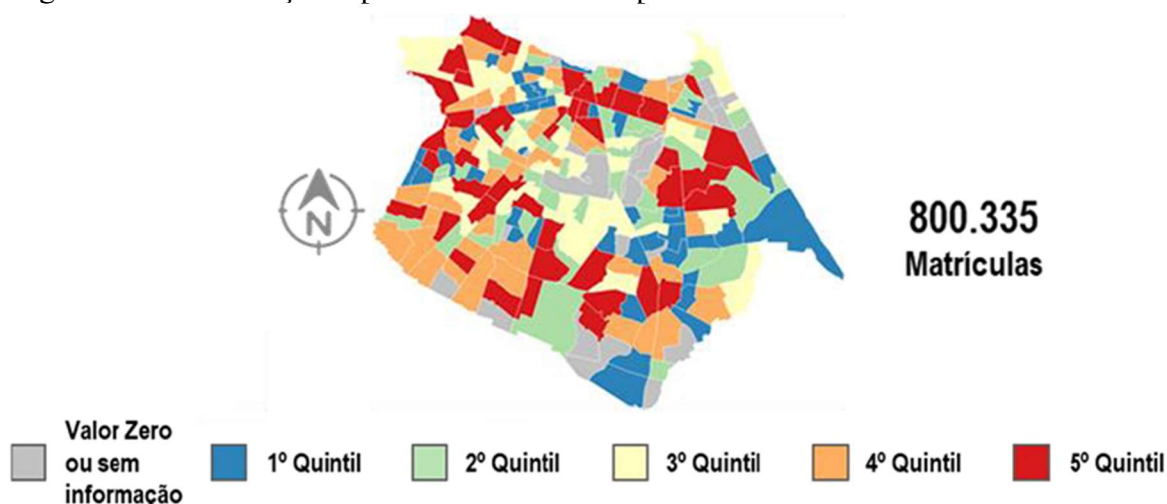 N
800.335
Matrículas
Valor Zero
ou sem
informação
1º Quintil
2º Quintil
3º Quintil
4º Quintil
5º Quintil